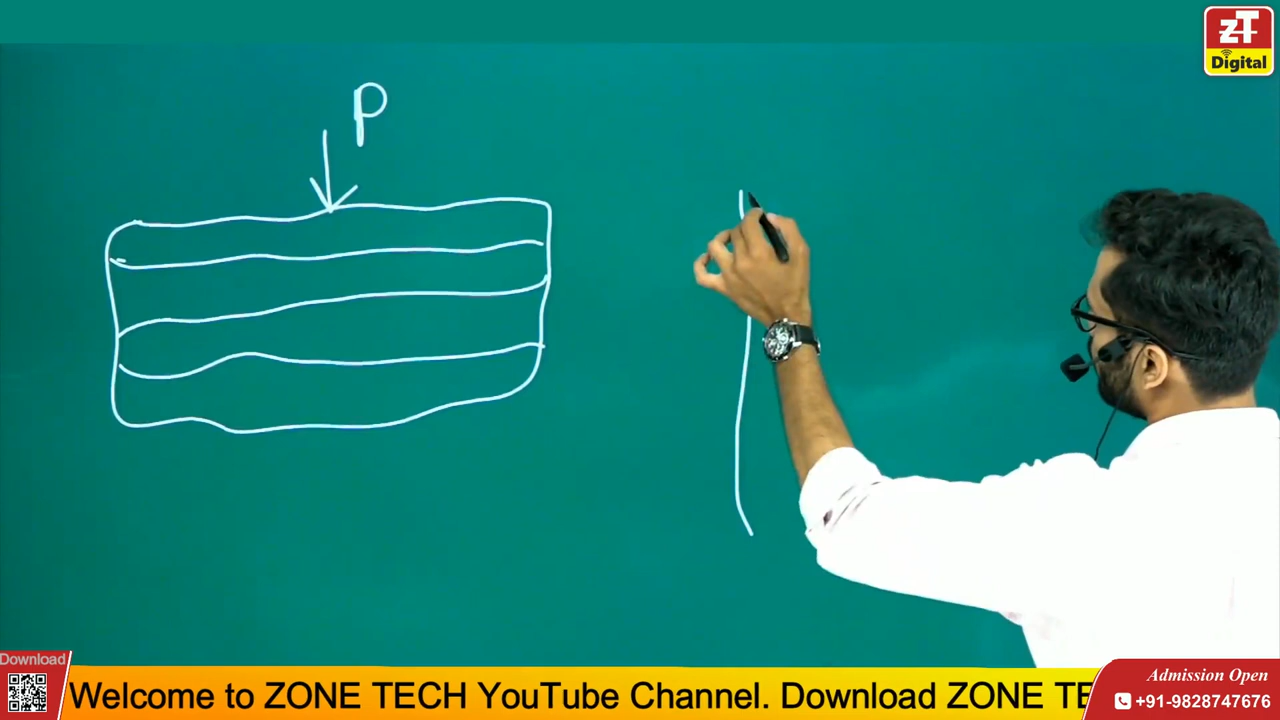 zT
Digital
P
Download
Welcome to ZONE TECH YouTube Channel. Download ZONE TE
Admission Open
+91-9828747676